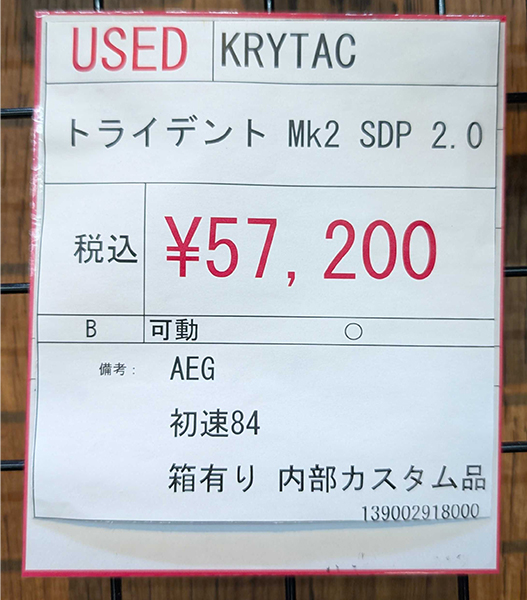 USED KRYTAC
トライデント Mk2 SDP 2.0
税込 ¥57,200
B 可動 ○
備考: AEG
初速84
箱有り 内部カスタム品
139002918000